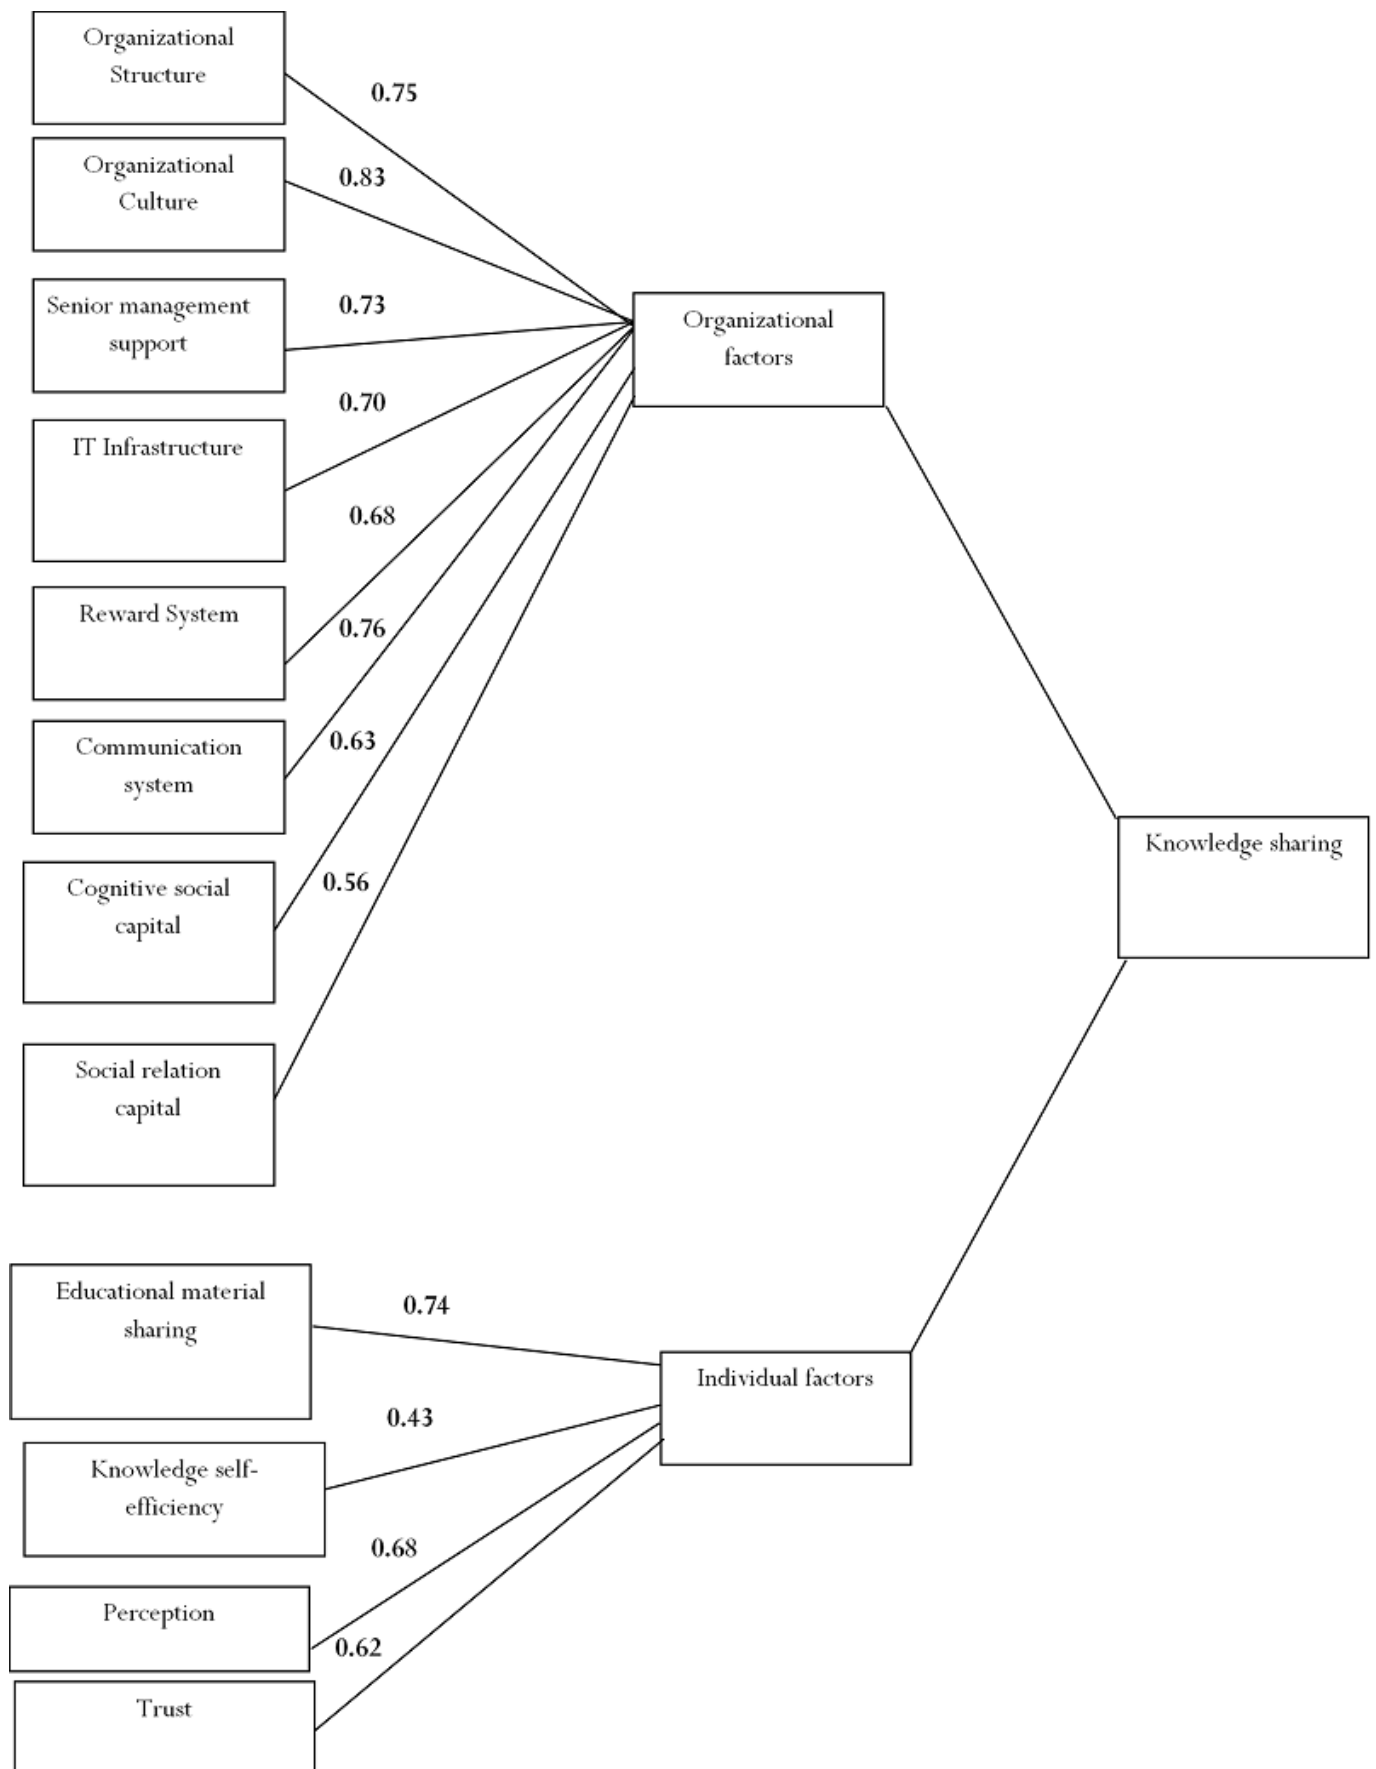 Organizational
Structure
0.75
Organizational
Culture
0.83
Senior management
support
0.73
Organizational
factors
IT Infrastructure
0.70
Reward System
0.68
Communication
system
0.76
Cognitive social
capital
0.63
Knowledge sharing
Social relation
capital
0.56
Educational material
sharing
0.74
Individual factors
Knowledge self-
efficiency
0.43
Perception
0.68
Trust
0.62